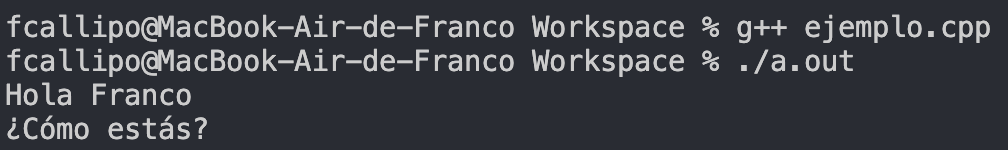 fcallipo@MacBook-Air-de-Franco Workspace % g++ ejemplo.cpp
fcallipo@MacBook-Air-de-Franco Workspace % ./a.out
Hola Franco
¿Cómo estás?